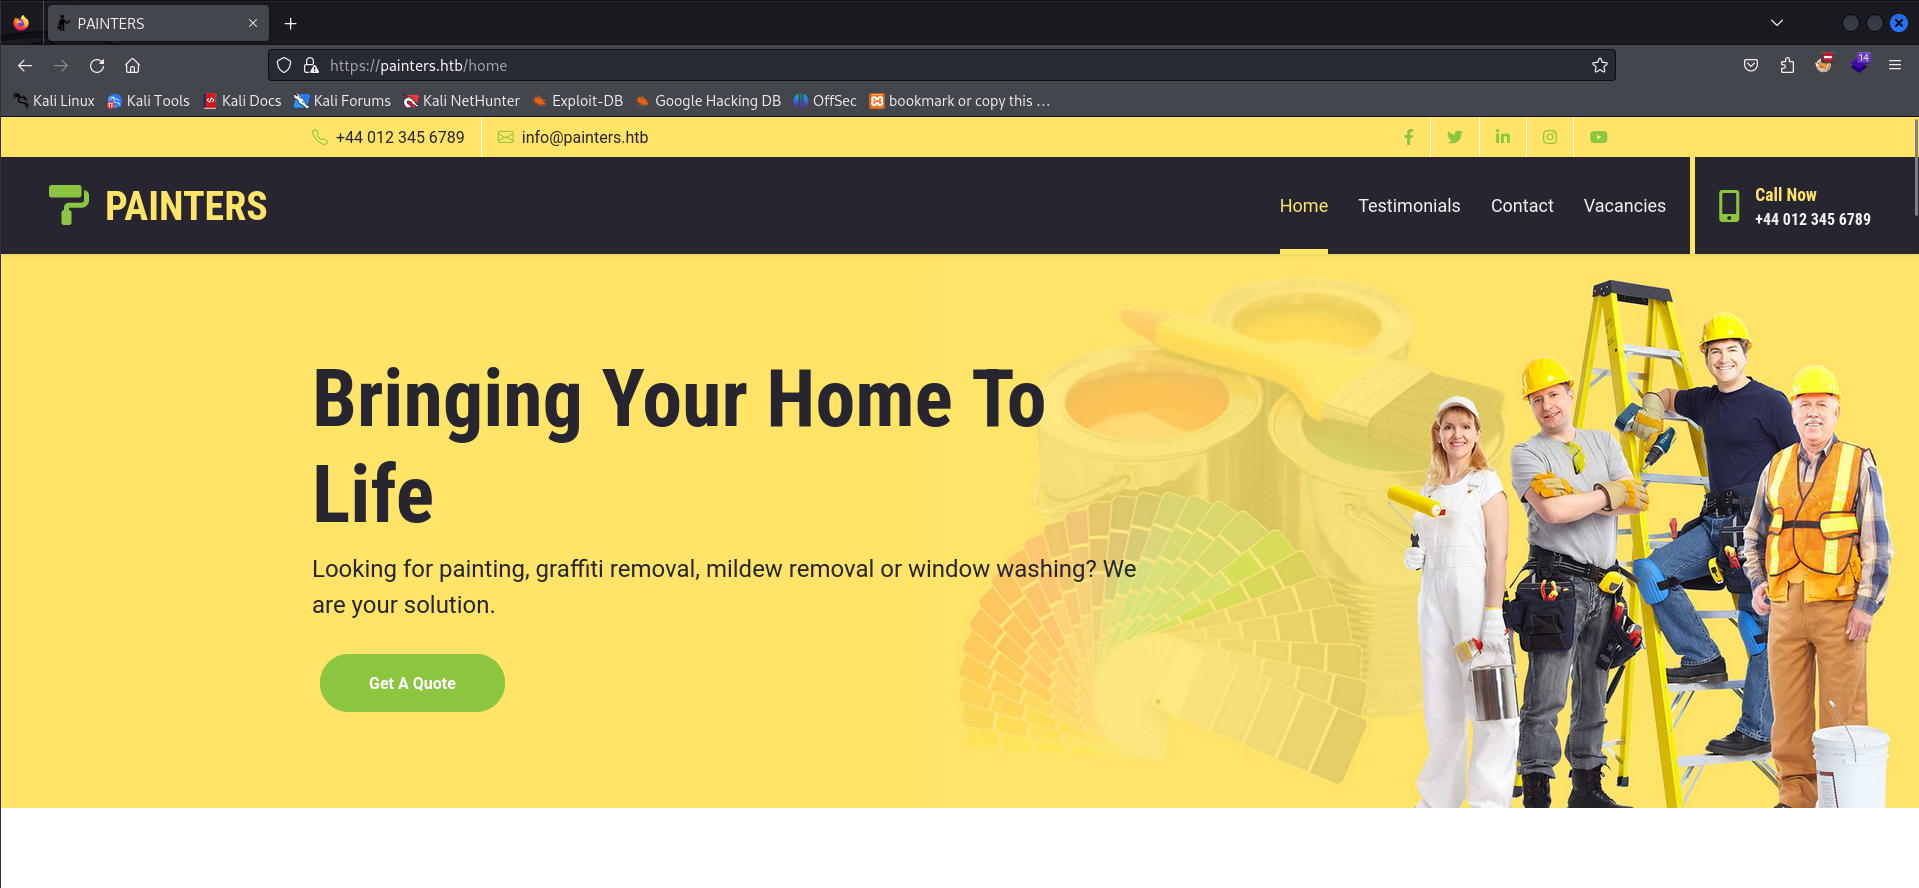 PAINTERS
https://painters.htb/home
14
Kali Linux Kali Tools Kali Docs Kali Forums Kali NetHunter Exploit-DB Google Hacking DB OffSec bookmark or copy this …
+44 012 345 6789 info@painters.htb
PAINTERS
Home Testimonials Contact Vacancies
Call Now
+44 012 345 6789
Bringing Your Home To
Life
Looking for painting, graffiti removal, mildew removal or window washing? We
are your solution.
Get A Quote